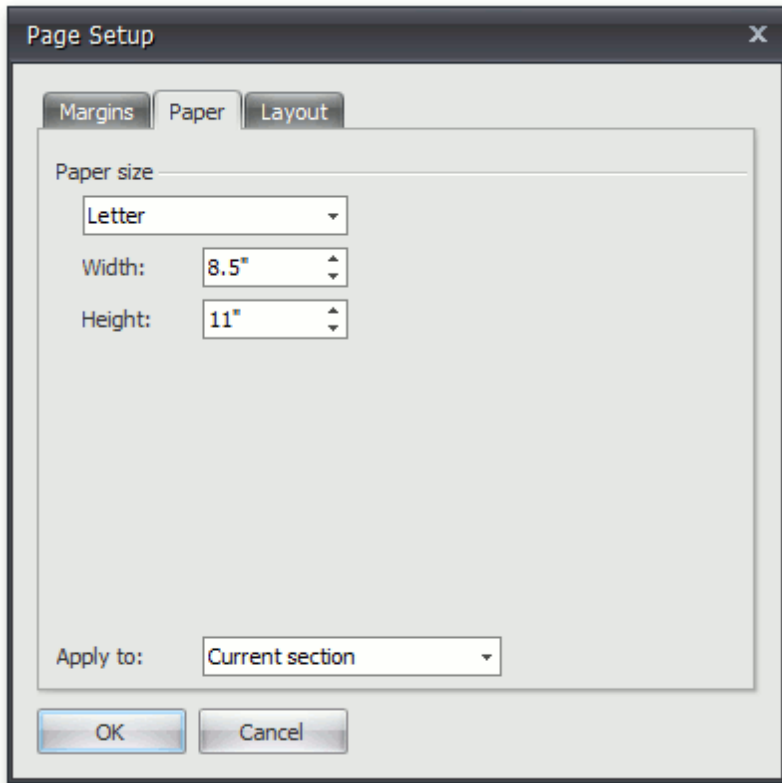 Page Setup x
Margins Paper Layout
Paper size
Letter
Width: 8.5"
Height: 11"
Apply to: Current section
OK Cancel